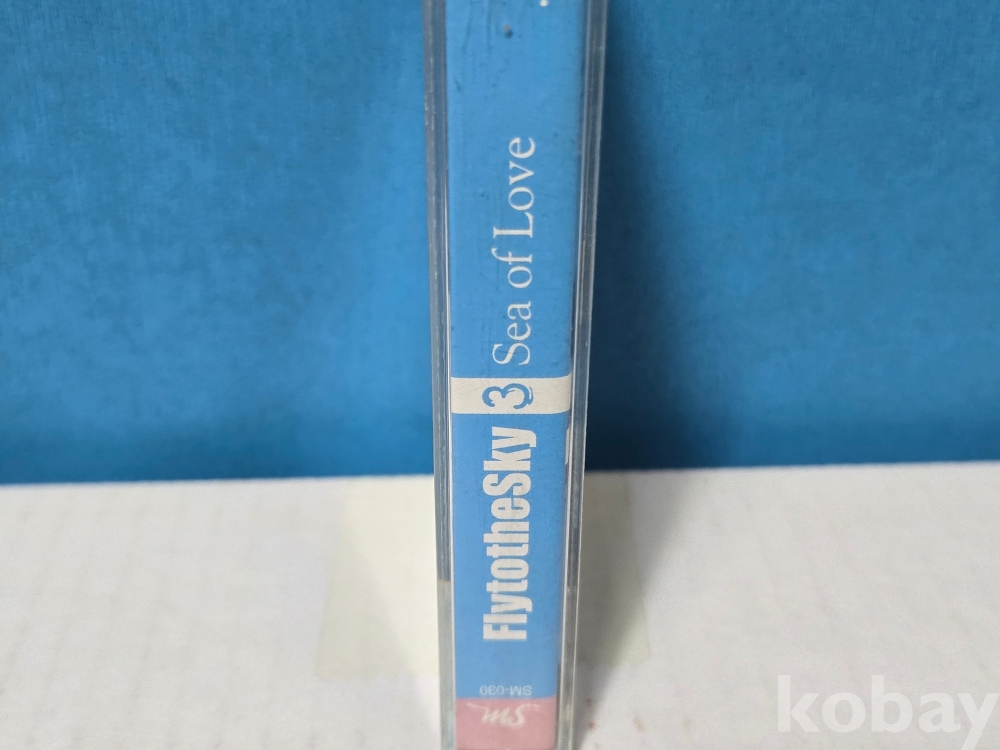 FlytotheSky 3 Sea of Love
SM-030
SM
kobay